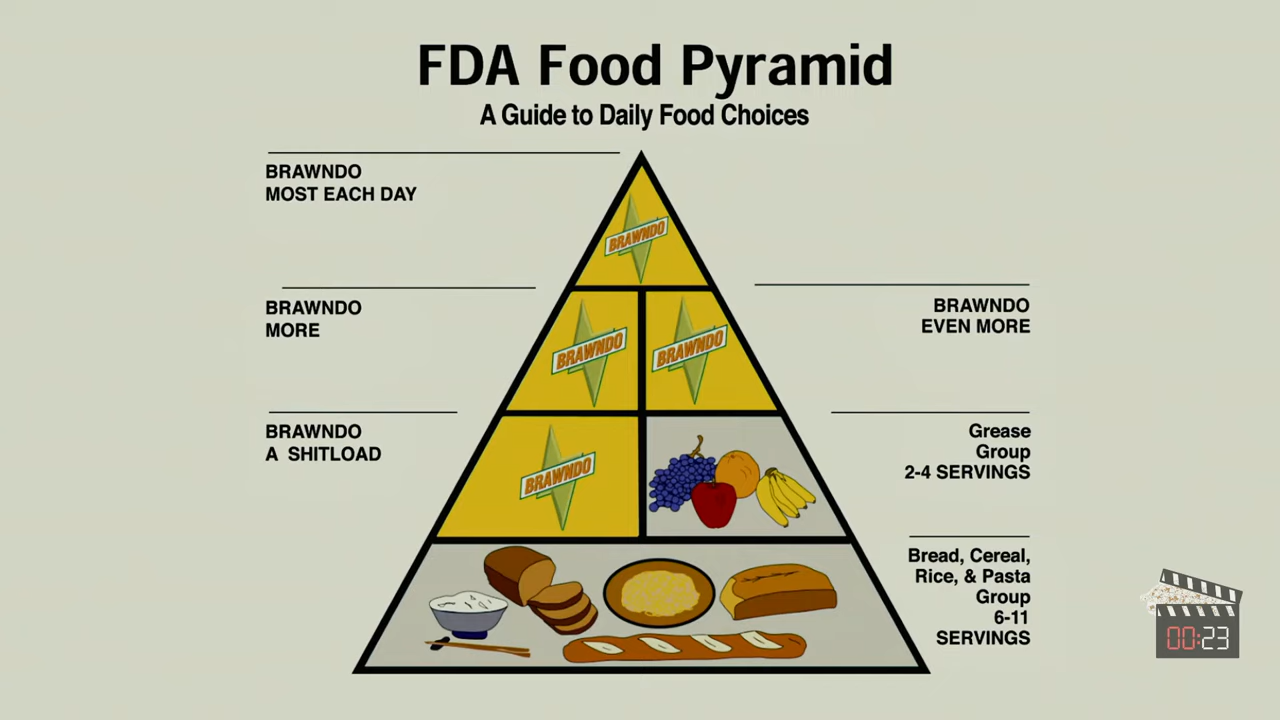 FDA Food Pyramid
A Guide to Daily Food Choices
BRAWNDO
MOST EACH DAY
BRAWNDO
BRAWNDO
MORE
BRAWNDO
BRAWNDO
BRAWNDO
EVEN MORE
BRAWNDO
A SHITLOAD
BRAWNDO
Grease
Group
2-4 SERVINGS
Bread, Cereal,
Rice, & Pasta
Group
6-11
SERVINGS
00:23